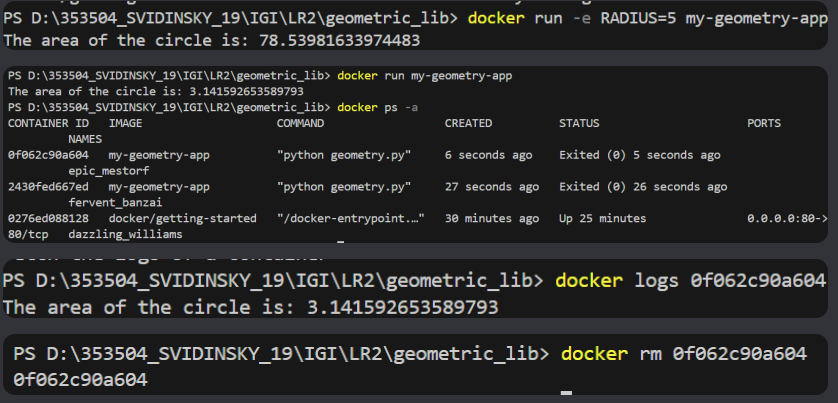 PS D:\353504_SVIDINSKY_19\IGI\LR2\geometric_lib> docker run -e RADIUS=5 my-geometry-app
The area of the circle is: 78.53981633974483
PS D:\353504_SVIDINSKY_19\IGI\LR2\geometric_lib> docker run my-geometry-app
The area of the circle is: 3.141592653589793
PS D:\353504_SVIDINSKY_19\IGI\LR2\geometric_lib> docker ps -a
CONTAINER ID   IMAGE                    COMMAND                  CREATED          STATUS                      PORTS
NAMES
0f062c90a604   my-geometry-app          "python geometry.py"     6 seconds ago    Exited (0) 5 seconds ago
epic_mestorf
2430fed667ed   my-geometry-app          "python geometry.py"     27 seconds ago   Exited (0) 26 seconds ago
fervent_banzai
0276ed088128   docker/getting-started   "/docker-entrypoint.…"   30 minutes ago   Up 25 minutes               0.0.0.0:80->
80/tcp   dazzling_williams
PS D:\353504_SVIDINSKY_19\IGI\LR2\geometric_lib> docker logs 0f062c90a604
The area of the circle is: 3.141592653589793
PS D:\353504_SVIDINSKY_19\IGI\LR2\geometric_lib> docker rm 0f062c90a604
0f062c90a604